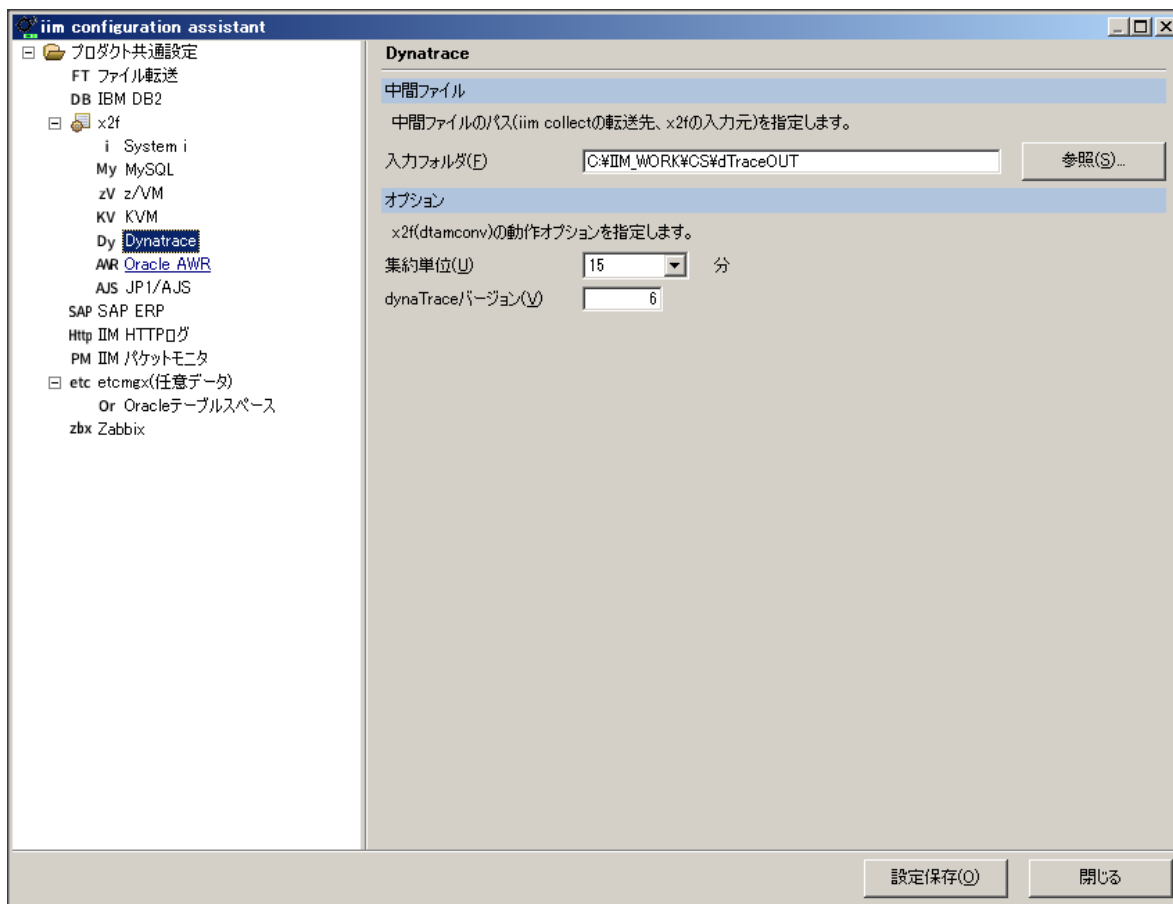 iim configuration assistant
プロダクト共通設定
FT ファイル転送
DB IBM DB2
x2f
i System i
My MySQL
zV z/VM
KV KVM
Dy Dynatrace
AWR Oracle AWR
AJS JP1/AJS
SAP SAP ERP
Http IIM HTTPログ
PM IIM パケットモニタ
etc etcmgx(任意データ)
Or Oracleテーブルスペース
zbx Zabbix
Dynatrace
中間ファイル
中間ファイルのパス(iim collectの転送先、x2fの入力元)を指定します。
入力フォルダ(F) C:¥IIM_WORK¥CS¥dTraceOUT 参照(S)...
オプション
x2f(dtamconv)の動作オプションを指定します。
集約単位(U) 15 分
dynaTraceバージョン(V) 6
設定保存(O) 閉じる